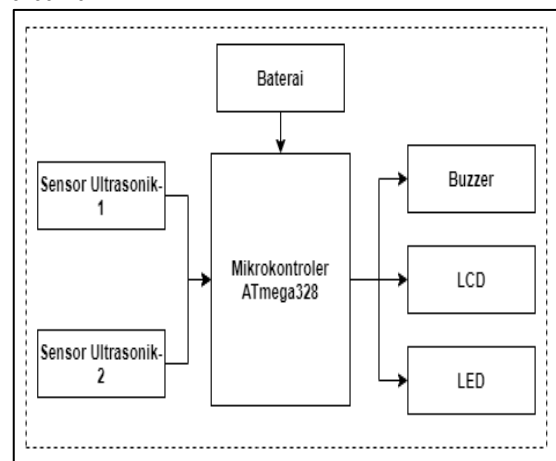 Baterai
Sensor Ultrasonik-
1
Mikrokontroler
ATmega328
Sensor Ultrasonik-
2
Buzzer
LCD
LED